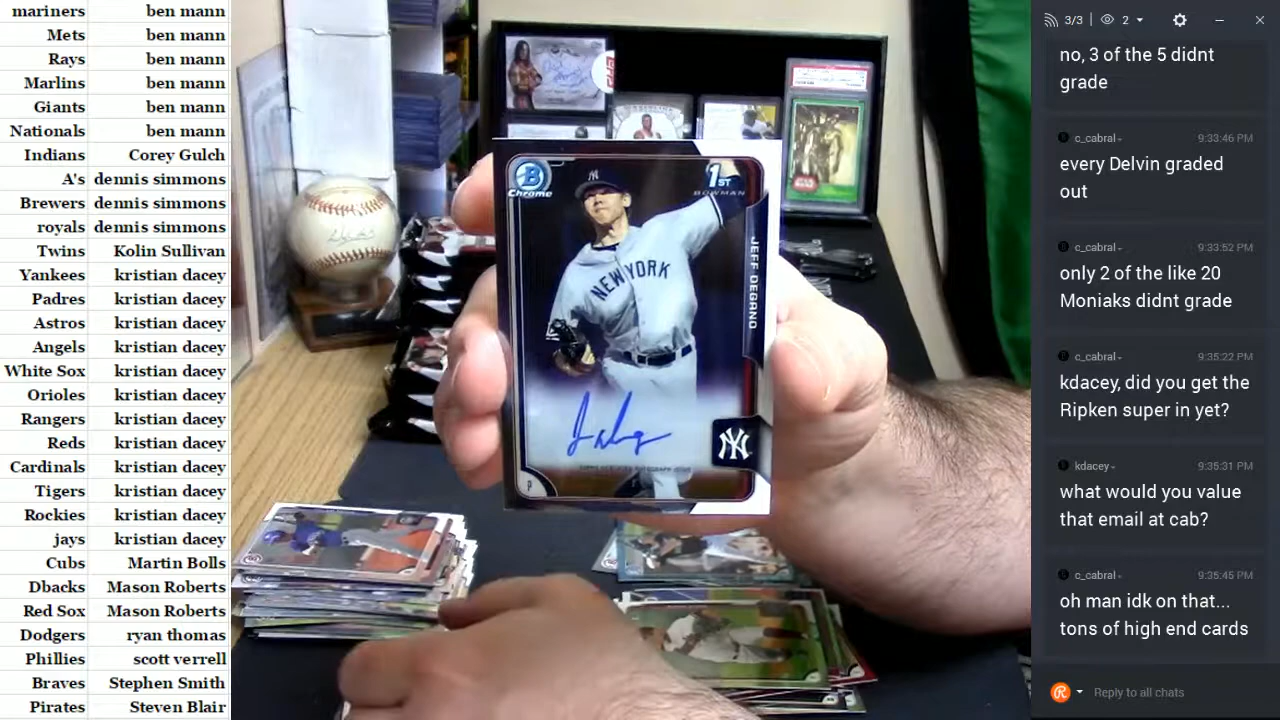 mariners ben mann
Mets ben mann
Rays ben mann
Marlins ben mann
Giants ben mann
Nationals ben mann
Indians Corey Gulch
A's dennis simmons
Brewers dennis simmons
royals dennis simmons
Twins Kolin Sullivan
Yankees kristian dacey
Padres kristian dacey
Astros kristian dacey
Angels kristian dacey
White Sox kristian dacey
Orioles kristian dacey
Rangers kristian dacey
Reds kristian dacey
Cardinals kristian dacey
Tigers kristian dacey
Rockies kristian dacey
jays kristian dacey
Cubs Martin Bolls
Dbacks Mason Roberts
Red Sox Mason Roberts
Dodgers ryan thomas
Phillies scott verrell
Braves Stephen Smith
Pirates Steven Blair
B
Chrome
1ST
BOWMAN
NEW YORK
JEFF DEGANO
NY
P
STAR WARS
3/3 2
no, 3 of the 5 didnt
grade
c_cabral 9:33:46 PM
every Delvin graded
out
c_cabral 9:33:52 PM
only 2 of the like 20
Moniaks didnt grade
c_cabral 9:35:22 PM
kdacey, did you get the
Ripken super in yet?
kdacey 9:35:31 PM
what would you value
that email at cab?
c_cabral 9:35:45 PM
oh man idk on that...
tons of high end cards
Reply to all chats